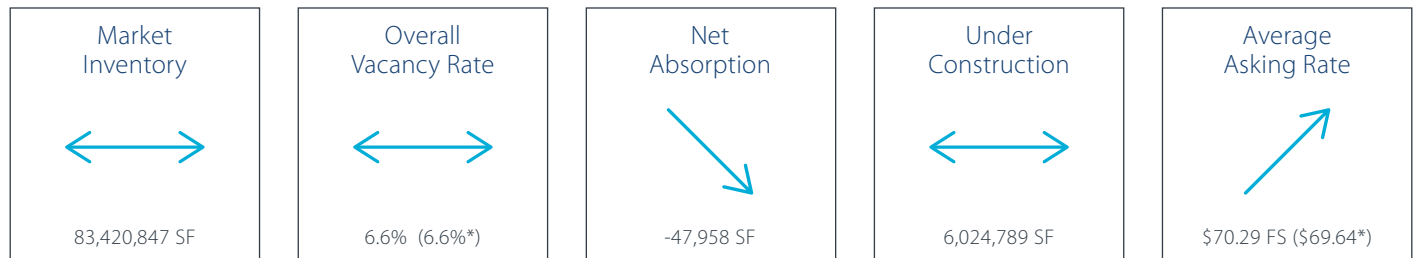 Market
Inventory
83,420,847 SF
Overall
Vacancy Rate
6.6% (6.6%*)
Net
Absorption
-47,958 SF
Under
Construction
6,024,789 SF
Average
Asking Rate
$70.29 FS ($69.64*)